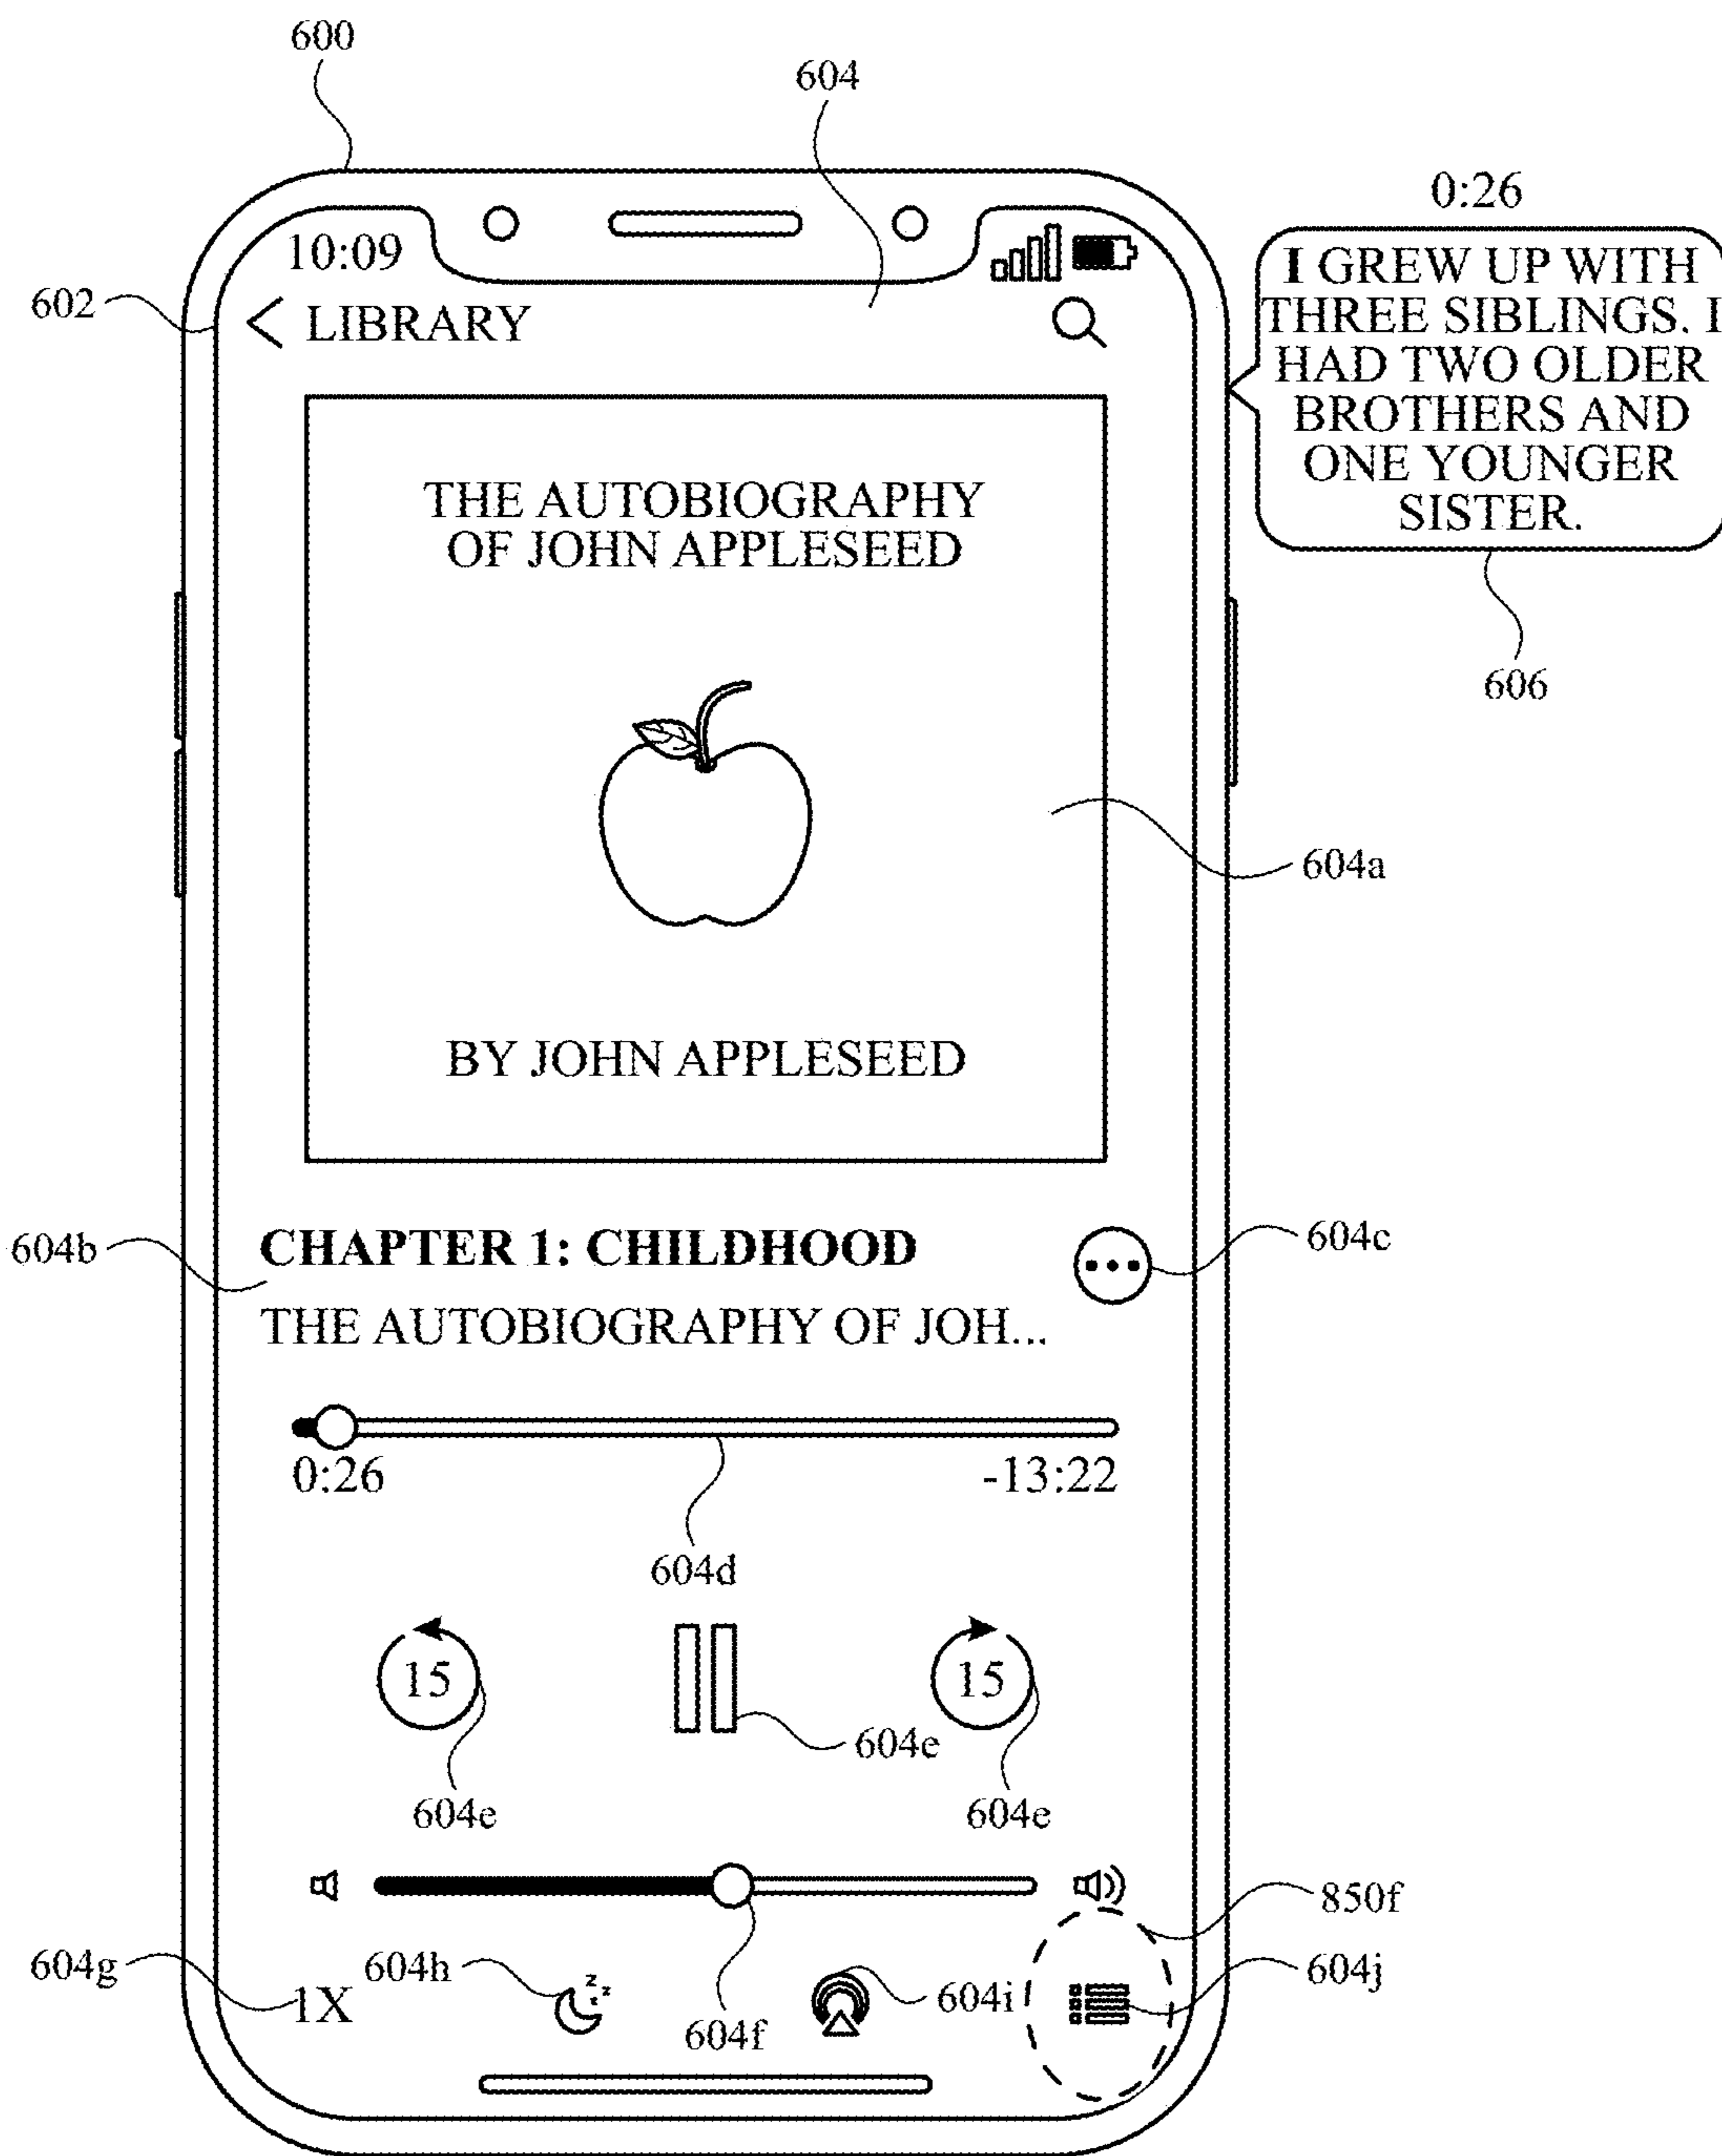 600
604
0:26
10:09
602
LIBRARY
I GREW UP WITH
THREE SIBLINGS. I
HAD TWO OLDER
BROTHERS AND
ONE YOUNGER
SISTER.
606
THE AUTOBIOGRAPHY
OF JOHN APPLESEED
604a
BY JOHN APPLESEED
604b
CHAPTER 1: CHILDHOOD
604c
THE AUTOBIOGRAPHY OF JOH...
0:26
-13:22
604d
15
15
604e
604e
604e
850f
604g
1X
604h
z z z
604f
604i
604j